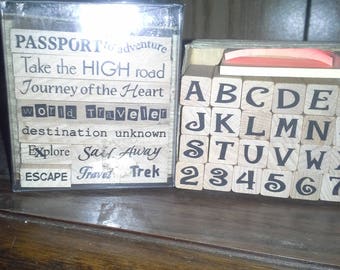 PASSPORT to adventure
Take the HIGH road
Journey of the Heart
World Traveler
destination unknown
Explore Sail Away
ESCAPE Travel Trek
A B C D E
J K L M N
S T U V W
2 3 4 5 6 7